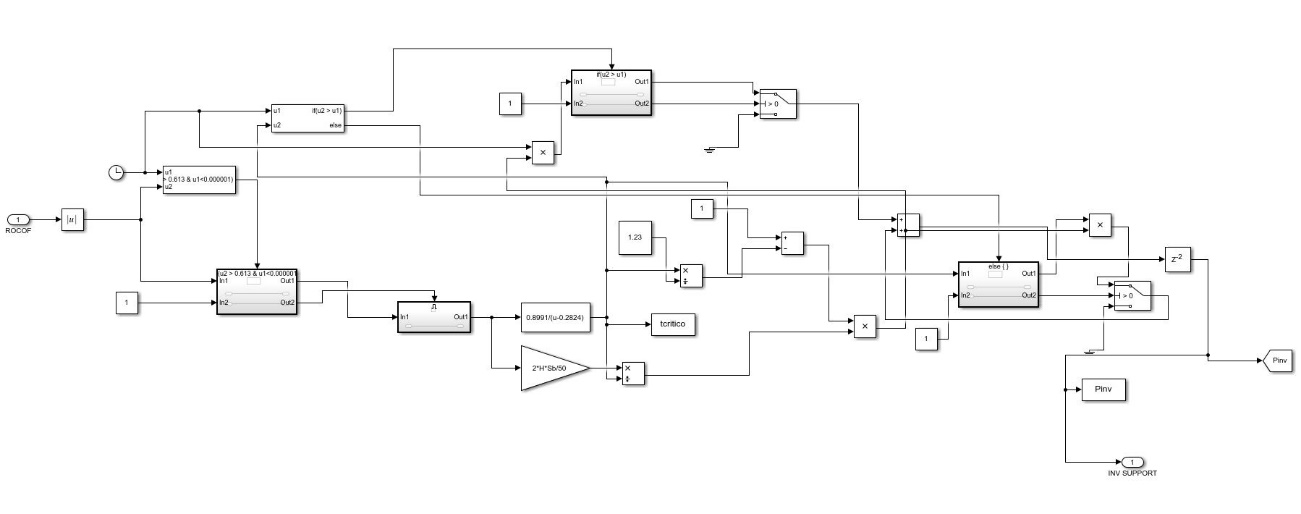 if(u2 > u1)
In1
Out1
In2
Out2
1
> 0
u1
if(u2 > u1)
u2
else
×
u1
> 0.613 & u1<0.000001)
u2
1
ROCOF
|u|
1
1.23
+
−
×
÷
+
+
×
z-2
else { }
In1
Out1
In2
Out2
> 0
(u2 > 0.613 & u1<0.000001
In1
Out1
In2
Out2
1
In1
Out1
0.8991/(u-0.2824)
tcritico
×
1
2*H*Sb/50
×
÷
Pinv
Pinv
1
INV SUPPORT